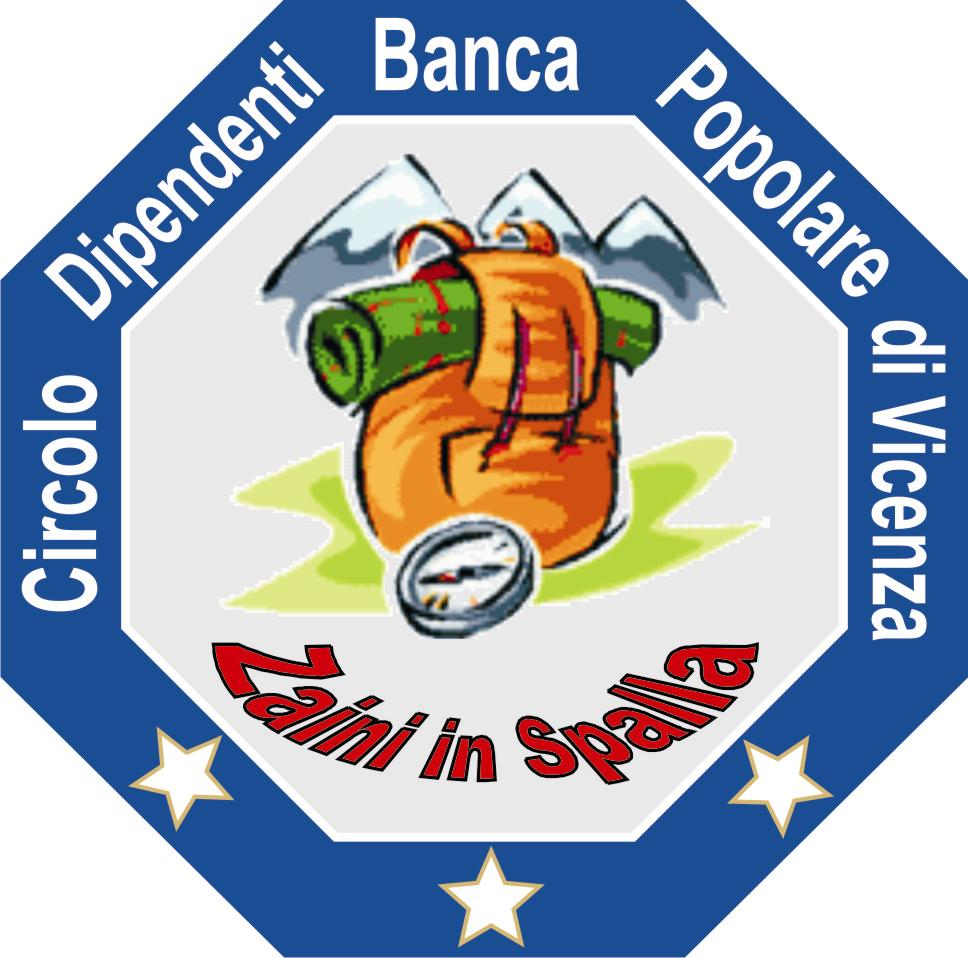 Circolo Dipendenti Banca Popolare di Vicenza
Zaini in Spalla